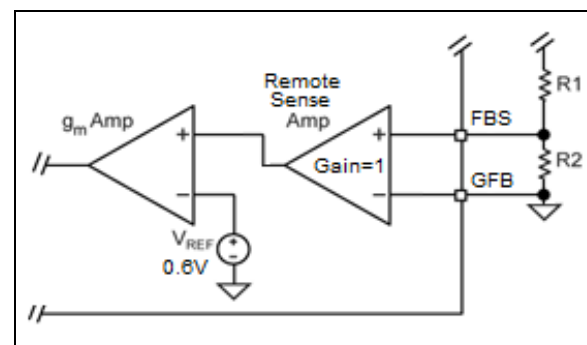 Remote
Sense
Amp
gm Amp
R1
FBS
+
+
Gain=1
R2
−
−
GFB
VREF
+
−
0.6V